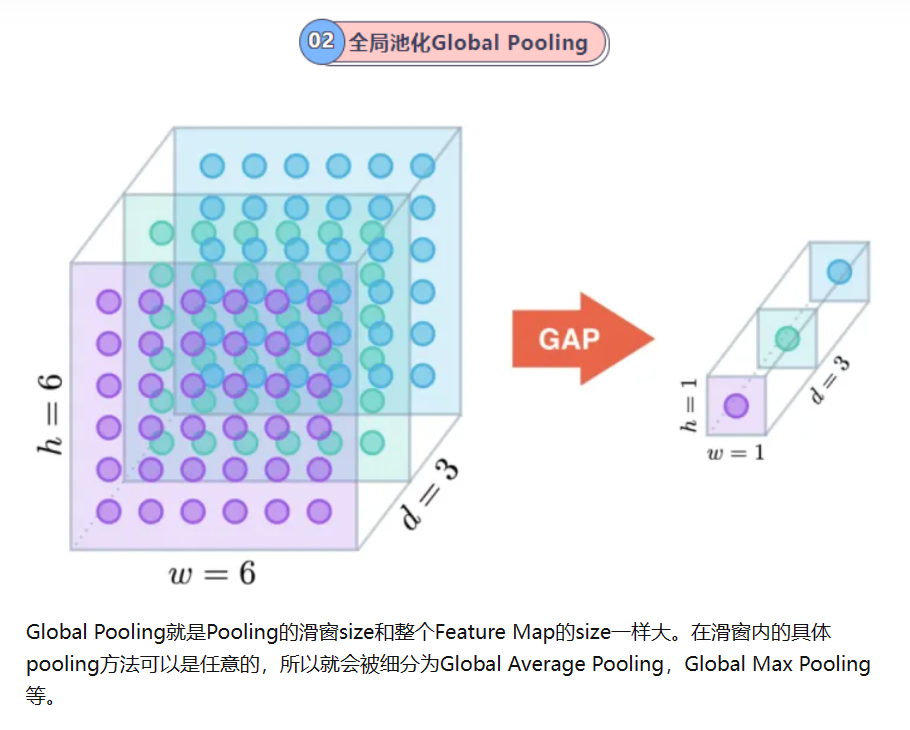 02 全局池化Global Pooling
h = 6
w = 6
d = 3
GAP
h = 1
w = 1
d = 3
Global Pooling就是Pooling的滑窗size和整个Feature Map的size一样大。在滑窗内的具体
pooling方法可以是任意的，所以就会被细分为Global Average Pooling，Global Max Pooling
等。